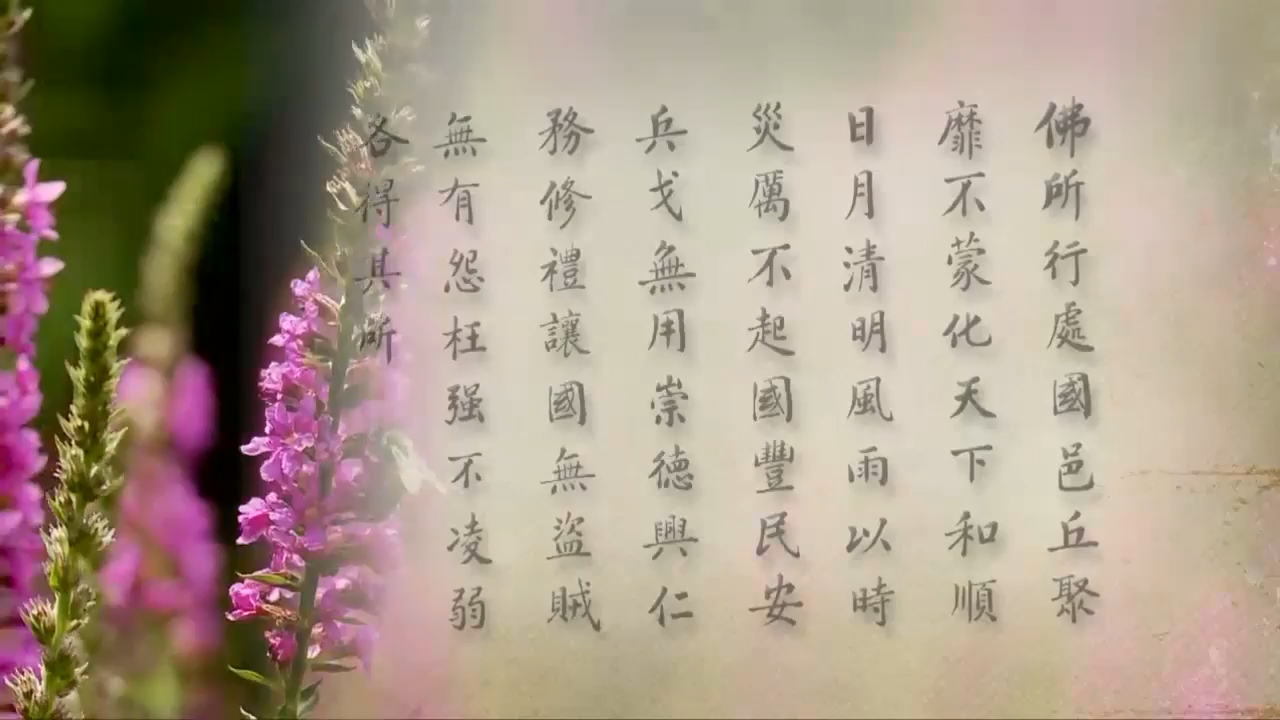 佛所行處國邑丘聚
靡不蒙化天下和順
日月清明風雨以時
災厲不起國豐民安
兵戈無用崇德興仁
務修禮讓國無盜賊
無有怨枉强不凌弱
各得其所